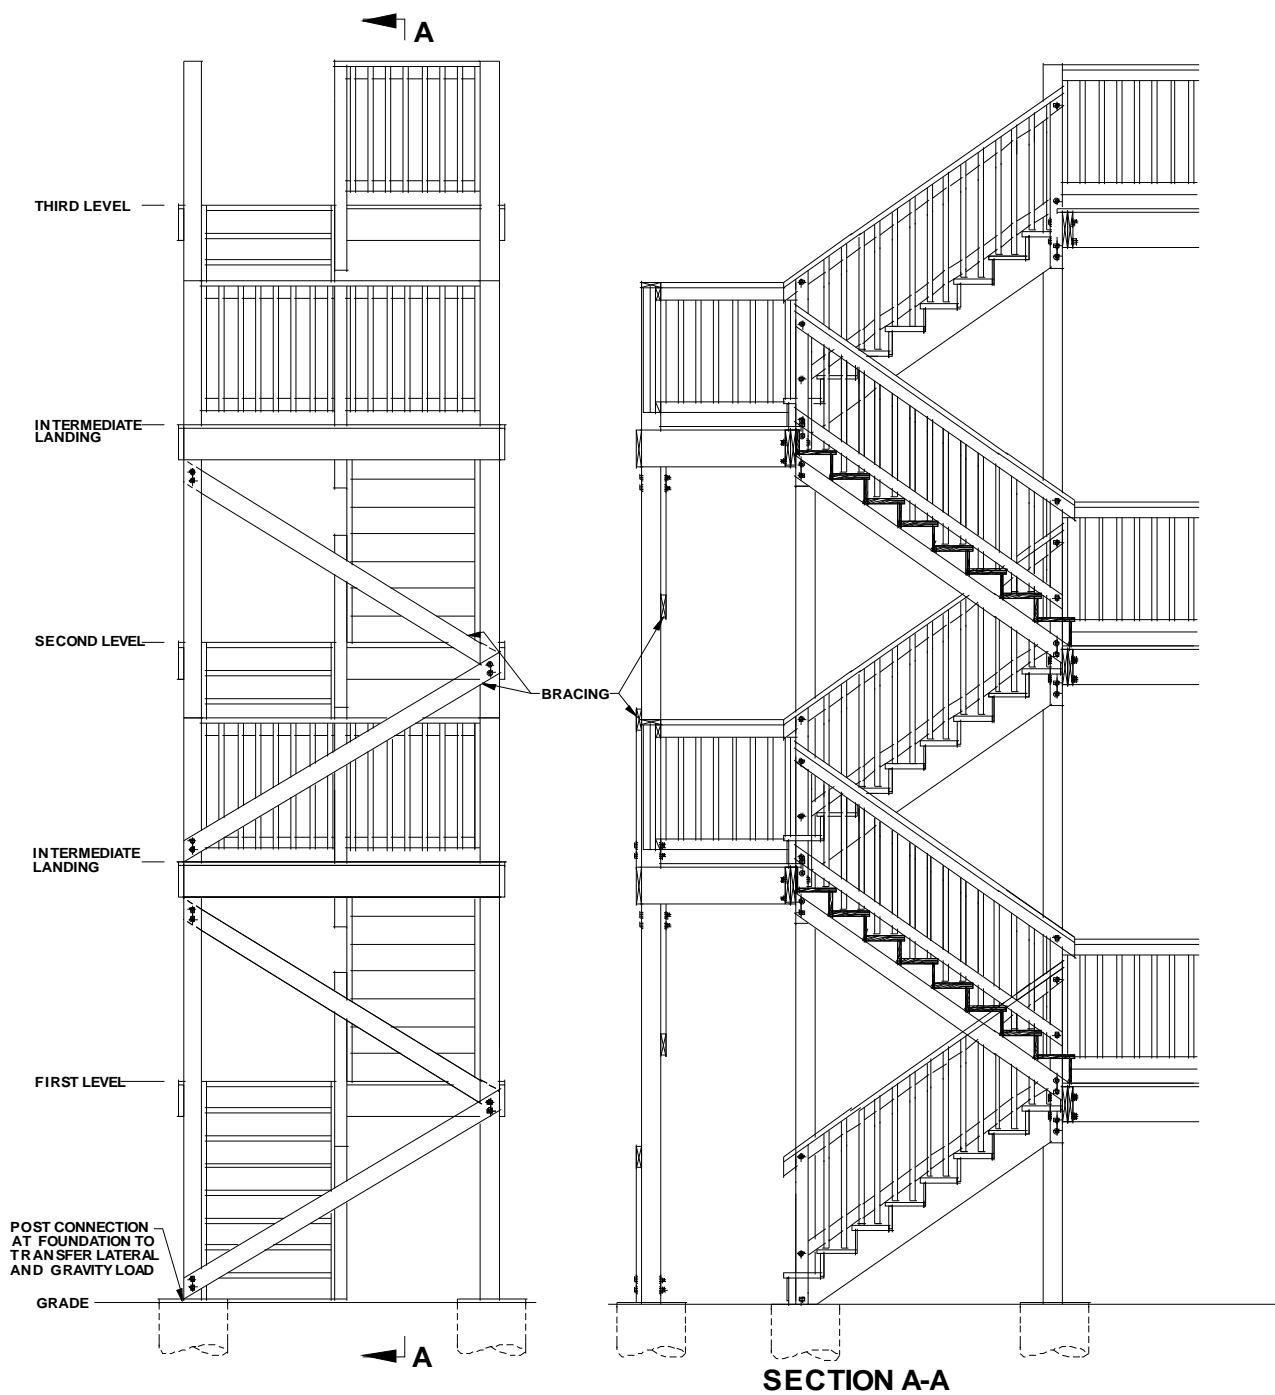 A
THIRD LEVEL
INTERMEDIATE
LANDING
SECOND LEVEL
BRACING
INTERMEDIATE
LANDING
FIRST LEVEL
POST CONNECTION
AT FOUNDATION TO
TRANSFER LATERAL
AND GRAVITY LOAD
GRADE
A
SECTION A-A